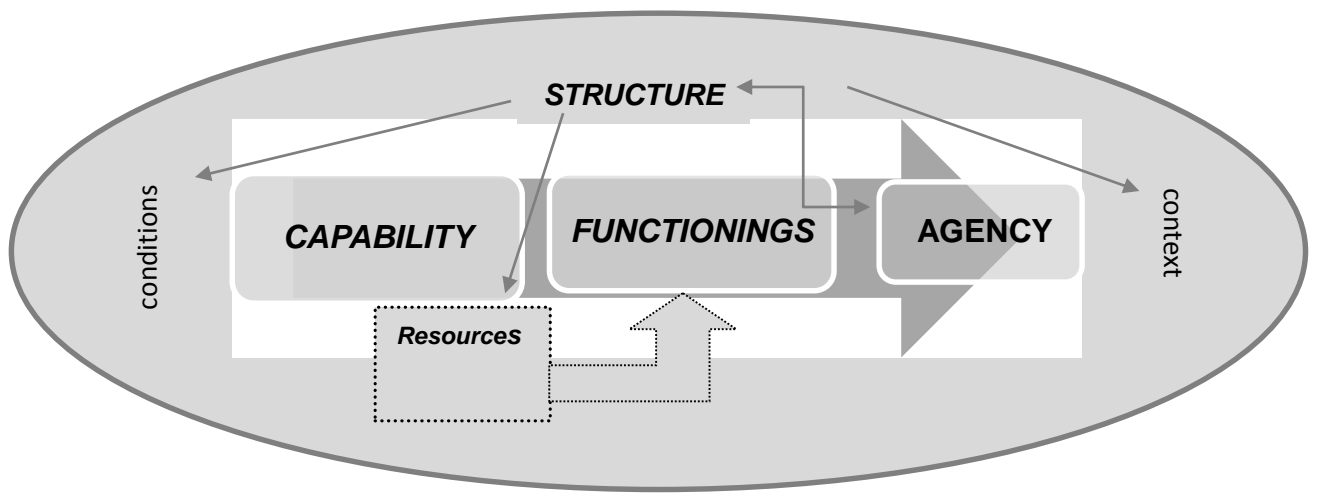 STRUCTURE
conditions
CAPABILITY
FUNCTIONINGS
AGENCY
context
Resources